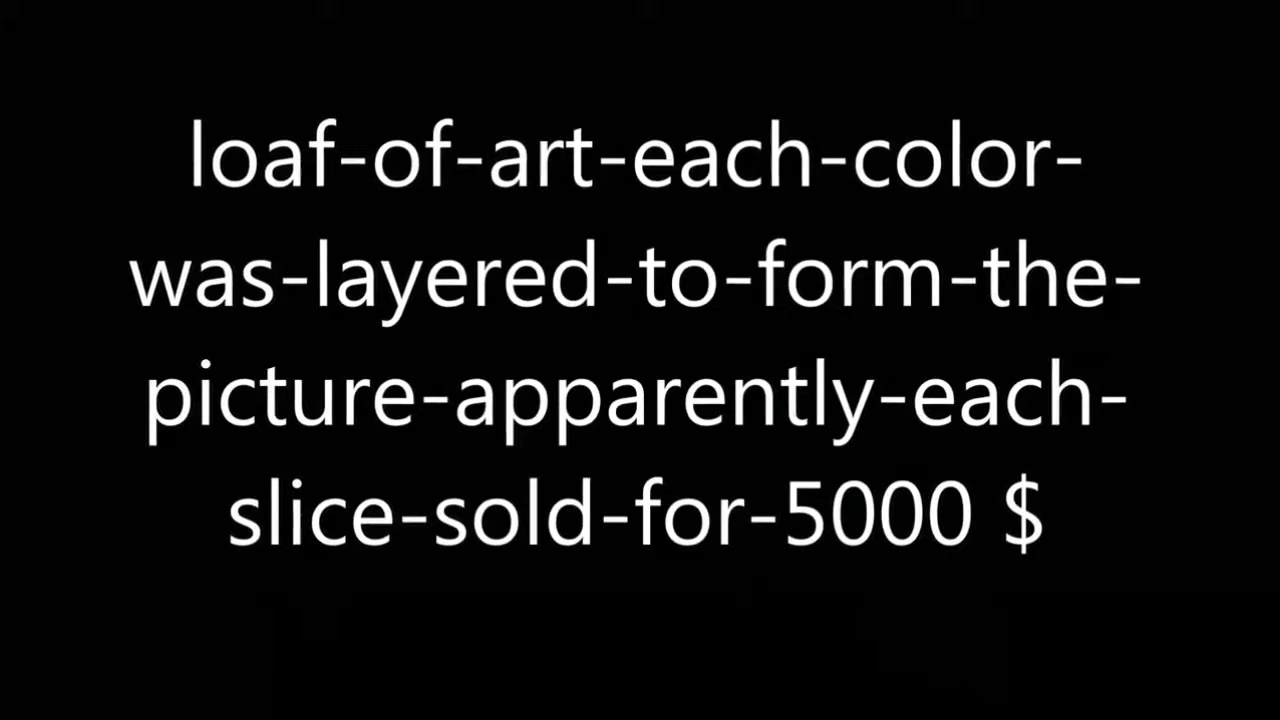 loaf-of-art-each-color-
was-layered-to-form-the-
picture-apparently-each-
slice-sold-for-5000 $